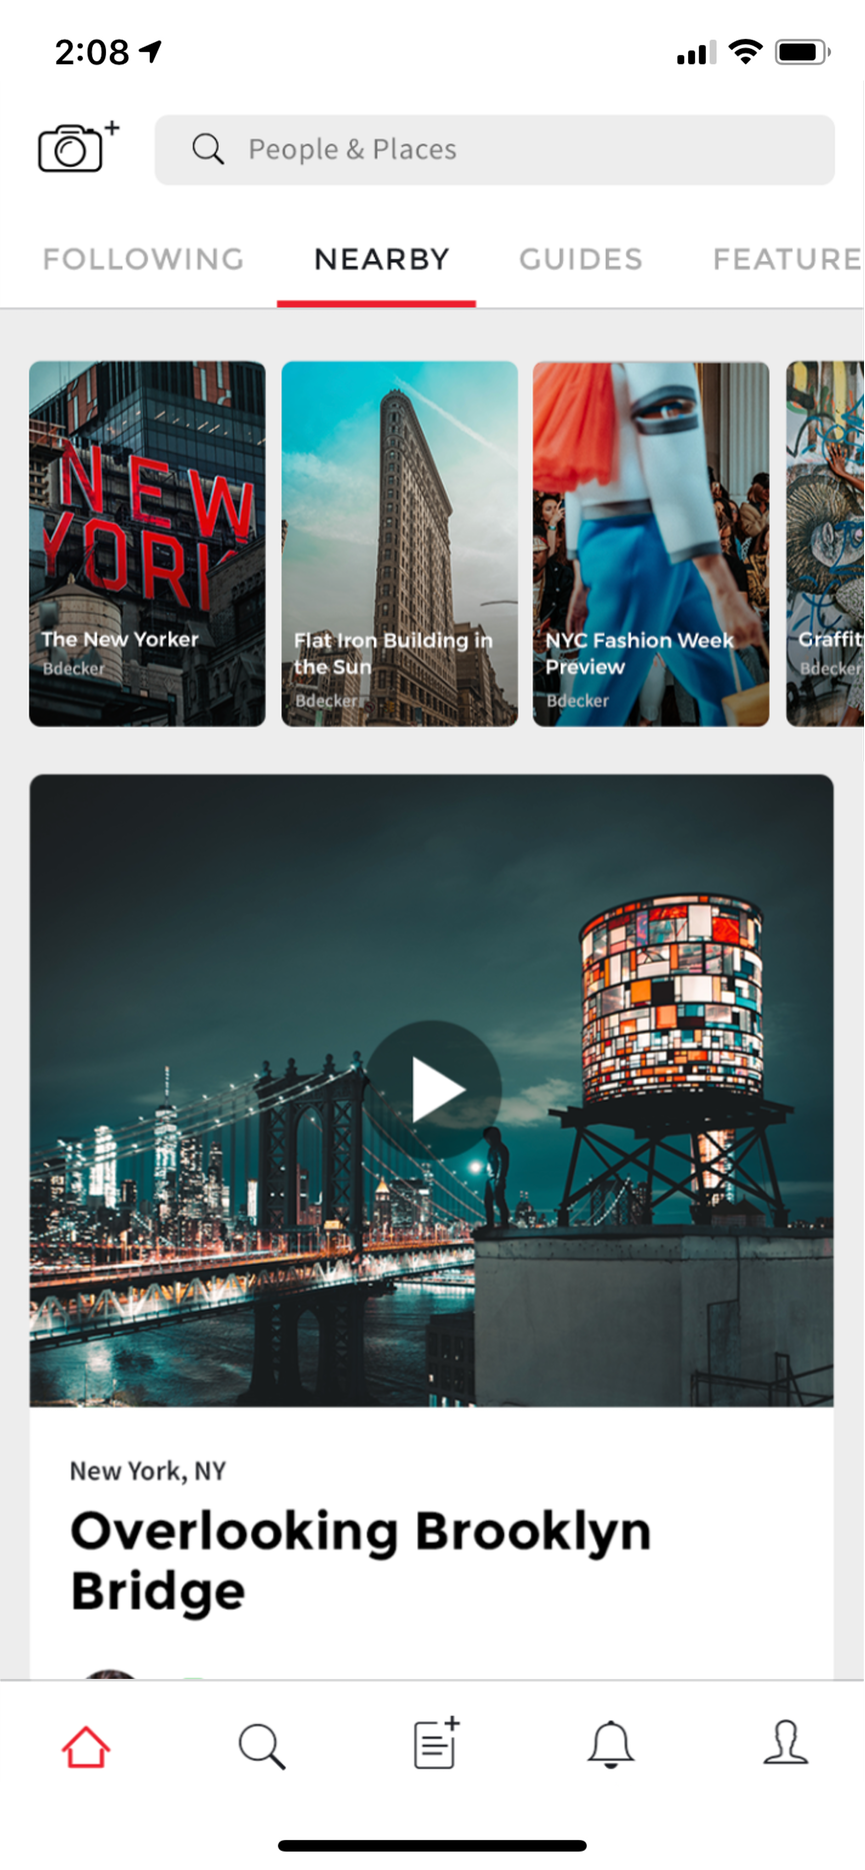 2:08
People & Places
FOLLOWING NEARBY GUIDES FEATURE
NEW
YORK
The New Yorker
Bdecker
Flat Iron Building in
the Sun
Bdecker
NYC Fashion Week
Preview
Bdecker
Graffit
Bdecker
New York, NY
Overlooking Brooklyn
Bridge